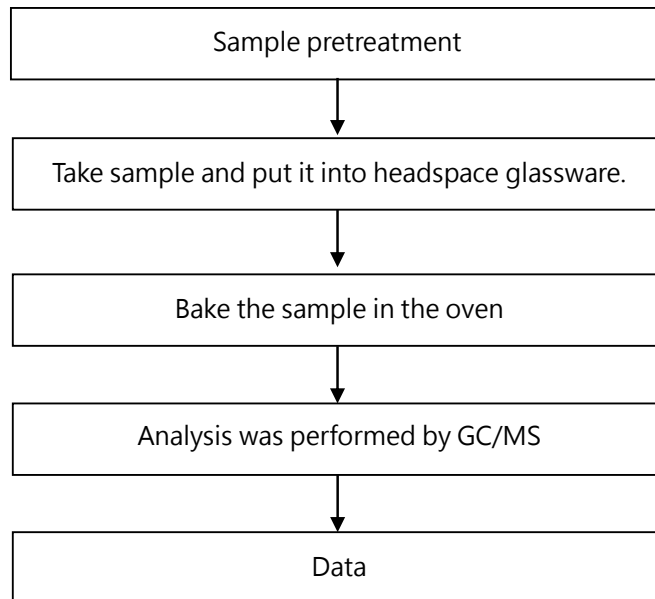 Sample pretreatment
Take sample and put it into headspace glassware.
Bake the sample in the oven
Analysis was performed by GC/MS
Data